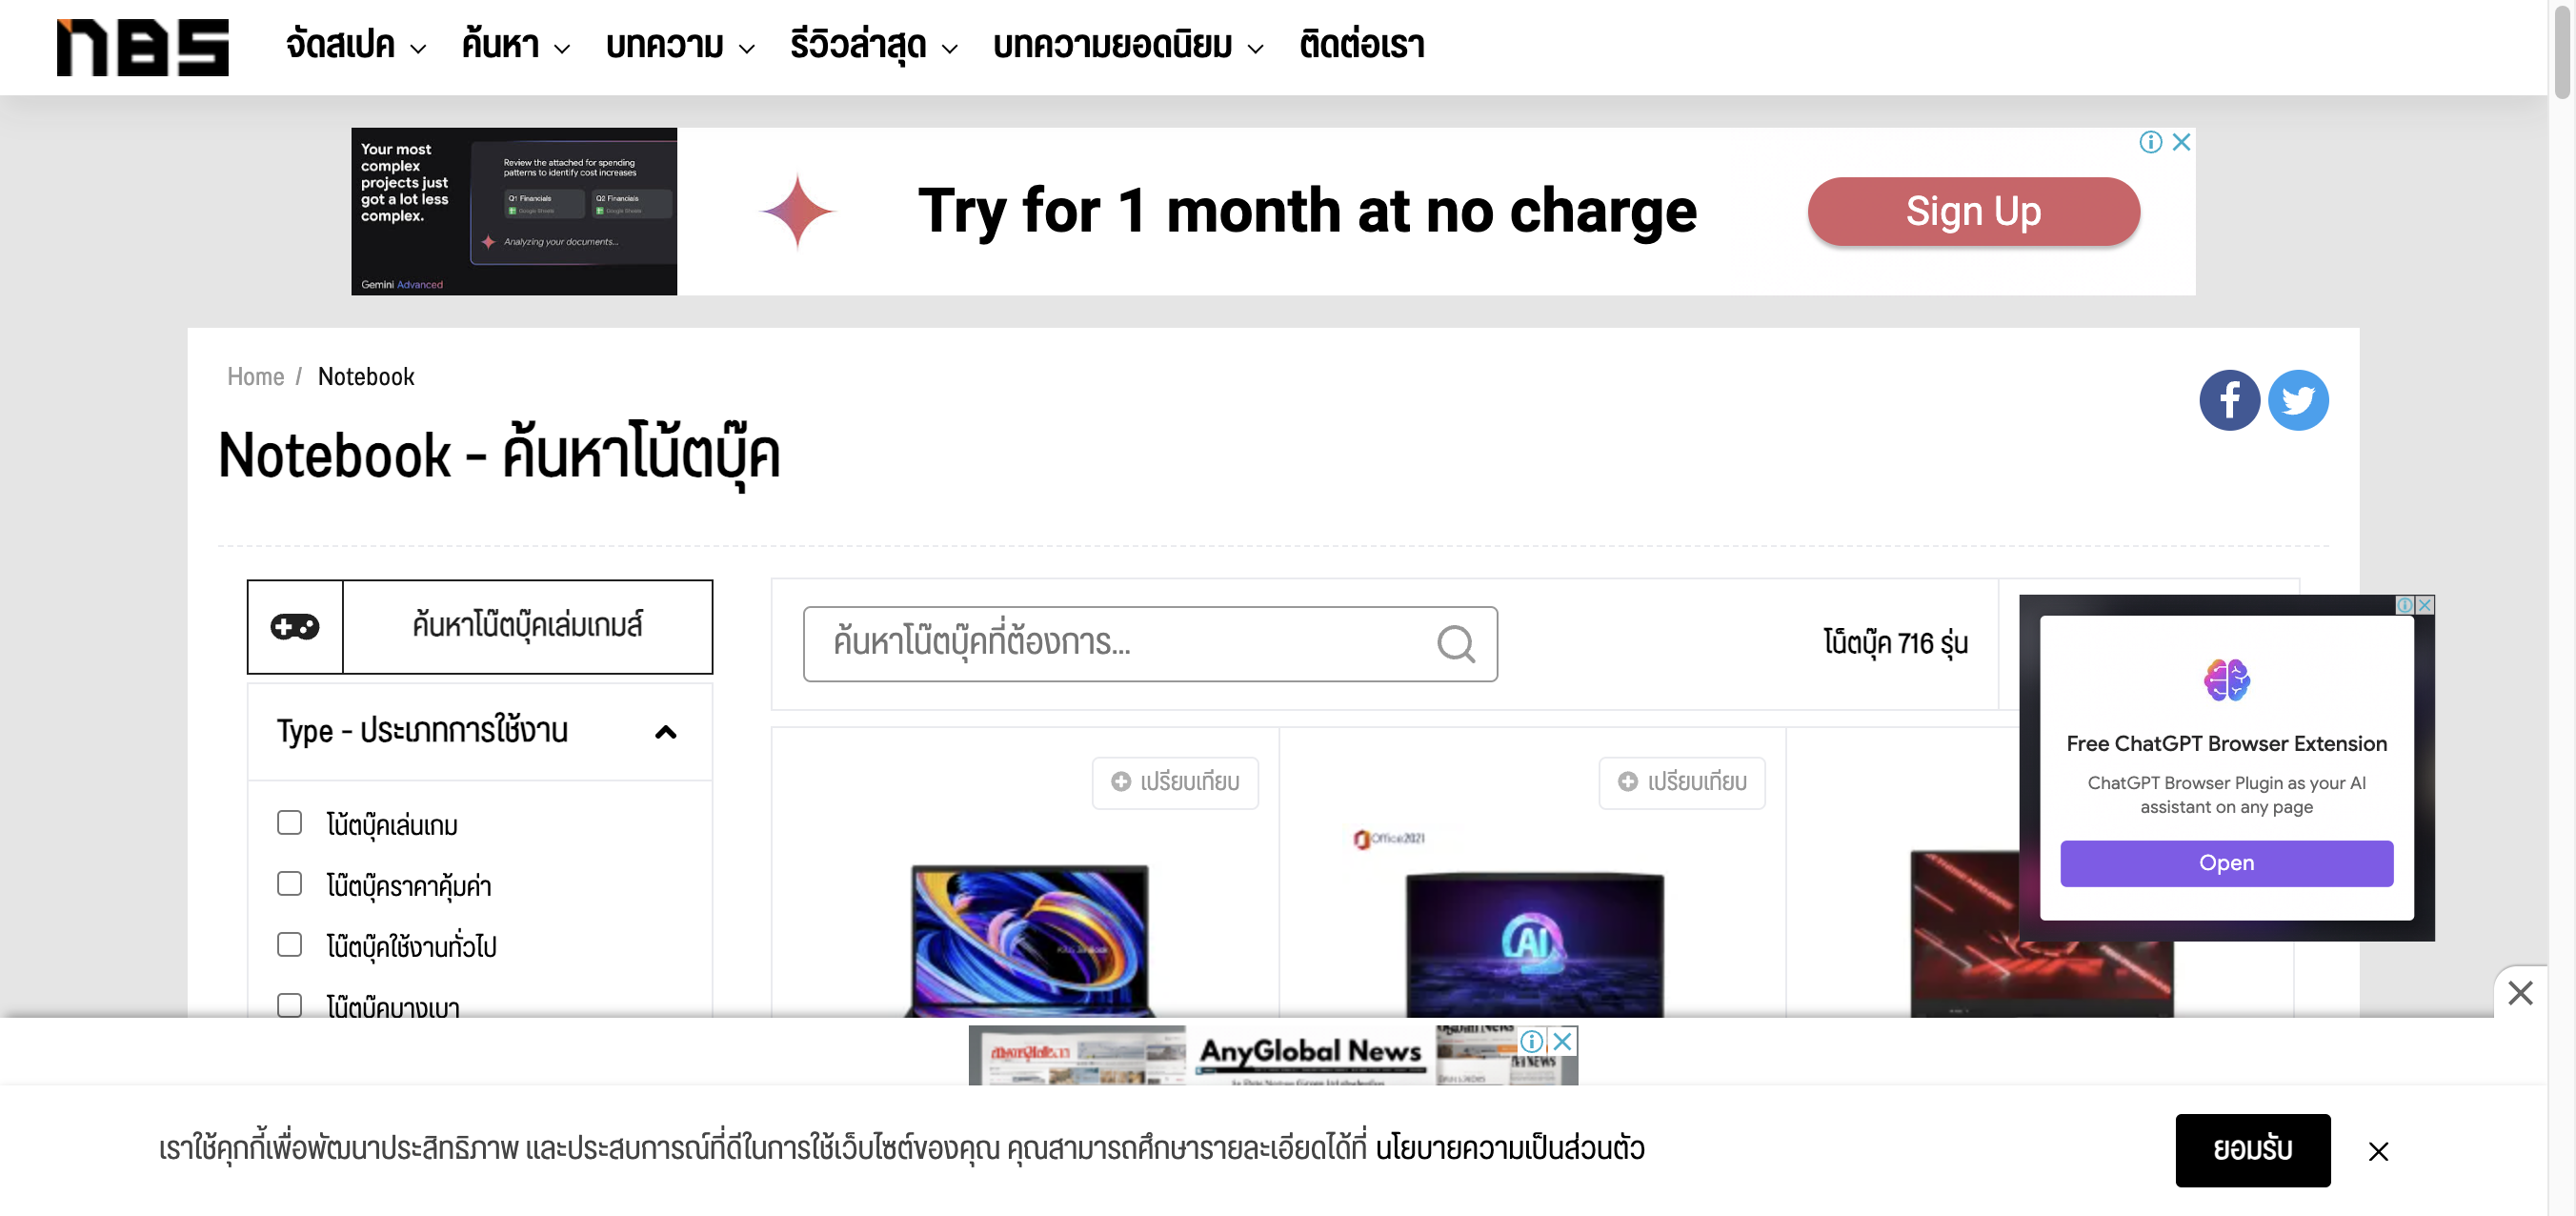 nBS
จัดสเปค
ค้นหา
บทความ
รีวิวล่าสุด
บทความยอดนิยม
ติดต่อเรา
Your most
complex
projects just
got a lot less
complex.
Review the attached for spending
patterns to identify cost increases
Q1 Financials
Google Sheets
Q2 Financials
Google Sheets
Analyzing your documents...
Gemini Advanced
Try for 1 month at no charge
Sign Up
Home / Notebook
Notebook - ค้นหาโน้ตบุ๊ค
ค้นหาโน๊ตบุ๊คเล่มเกมส์
ค้นหาโน๊ตบุ๊คที่ต้องการ...
โน็ตบุ๊ค 716 รุ่น
Type - ประเภทการใช้งาน
โน้ตบุ๊คเล่นเกม
โน๊ตบุ๊คราคาคุ้มค่า
โน๊ตบุ๊คใช้งานทั่วไป
โน๊ตบุ๊คบางเบา
เปรียบเทียบ
เปรียบเทียบ
Office2021
AI
Free ChatGPT Browser Extension
ChatGPT Browser Plugin as your AI
assistant on any page
Open
AnyGlobal News
เราใช้คุกกี้เพื่อพัฒนาประสิทธิภาพ และประสบการณ์ที่ดีในการใช้เว็บไซต์ของคุณ คุณสามารถศึกษารายละเอียดได้ที่ นโยบายความเป็นส่วนตัว
ยอมรับ